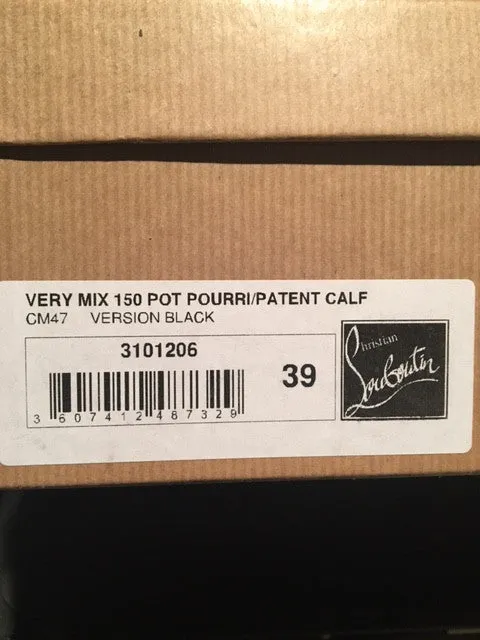 VERY MIX 150 POT POURRI/PATENT CALF
CM47 VERSION BLACK
3101206
39
3 607412 487329
Christian
Louboutin